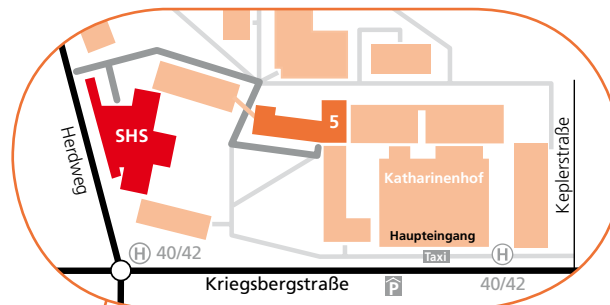 SHS
5
Herdweg
Katharinenhof
Keplerstraße
Haupteingang
Taxi
H 40/42
H
40/42
Kriegsbergstraße
P